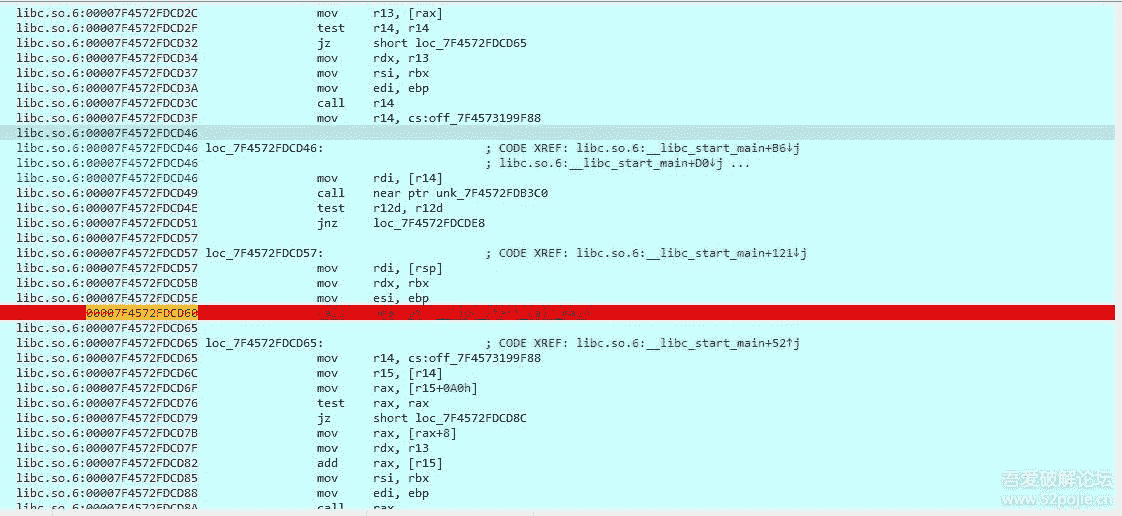 libc.so.6:00007F4572FDCD2C mov r13, [rax]
libc.so.6:00007F4572FDCD2F test r14, r14
libc.so.6:00007F4572FDCD32 jz short loc_7F4572FDCD65
libc.so.6:00007F4572FDCD34 mov rdx, r13
libc.so.6:00007F4572FDCD37 mov rsi, rbx
libc.so.6:00007F4572FDCD3A mov edi, ebp
libc.so.6:00007F4572FDCD3C call r14
libc.so.6:00007F4572FDCD3F mov r14, cs:off_7F4573199F88
libc.so.6:00007F4572FDCD46
libc.so.6:00007F4572FDCD46 loc_7F4572FDCD46: ; CODE XREF: libc.so.6:__libc_start_main+B6↓j
libc.so.6:00007F4572FDCD46 ; libc.so.6:__libc_start_main+D0↓j ...
libc.so.6:00007F4572FDCD46 mov rdi, [r14]
libc.so.6:00007F4572FDCD49 call near ptr unk_7F4572FDB3C0
libc.so.6:00007F4572FDCD4E test r12d, r12d
libc.so.6:00007F4572FDCD51 jnz loc_7F4572FDCDE8
libc.so.6:00007F4572FDCD57
libc.so.6:00007F4572FDCD57 loc_7F4572FDCD57: ; CODE XREF: libc.so.6:__libc_start_main+121↓j
libc.so.6:00007F4572FDCD57 mov rdi, [rsp]
libc.so.6:00007F4572FDCD5B mov rdx, rbx
libc.so.6:00007F4572FDCD5E mov esi, ebp
00007F4572FDCD60
libc.so.6:00007F4572FDCD65
libc.so.6:00007F4572FDCD65 loc_7F4572FDCD65: ; CODE XREF: libc.so.6:__libc_start_main+52↑j
libc.so.6:00007F4572FDCD65 mov r14, cs:off_7F4573199F88
libc.so.6:00007F4572FDCD6C mov r15, [r14]
libc.so.6:00007F4572FDCD6F mov rax, [r15+0A0h]
libc.so.6:00007F4572FDCD76 test rax, rax
libc.so.6:00007F4572FDCD79 jz short loc_7F4572FDCD8C
libc.so.6:00007F4572FDCD7B mov rax, [rax+8]
libc.so.6:00007F4572FDCD7F mov rdx, r13
libc.so.6:00007F4572FDCD82 add rax, [r15]
libc.so.6:00007F4572FDCD85 mov rsi, rbx
libc.so.6:00007F4572FDCD88 mov edi, ebp
libc.so.6:00007F4572FDCD8A call rax
吾爱破解论坛
www.52pojie.cn